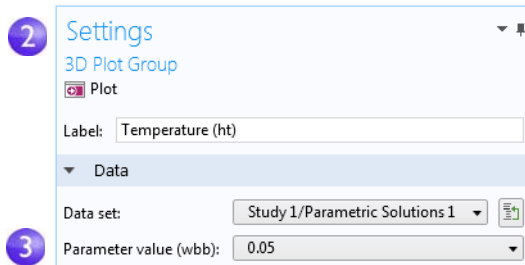 2
Settings
3D Plot Group
Plot
Label: Temperature (ht)
Data
Data set: Study 1/Parametric Solutions 1
3
Parameter value (wbb): 0.05